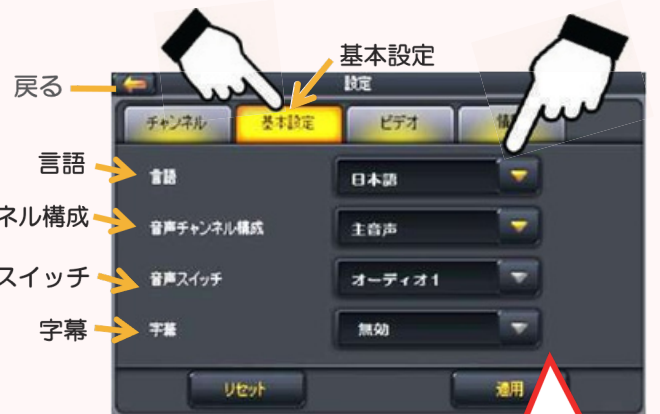 基本設定
戻る
設定
チャンネル 基本設定 ビデオ
言語 言語 日本語
ネル構成 音声チャンネル構成 主音声
スイッチ 音声スイッチ オーディオ1
字幕 字幕 無効
リセット 適用